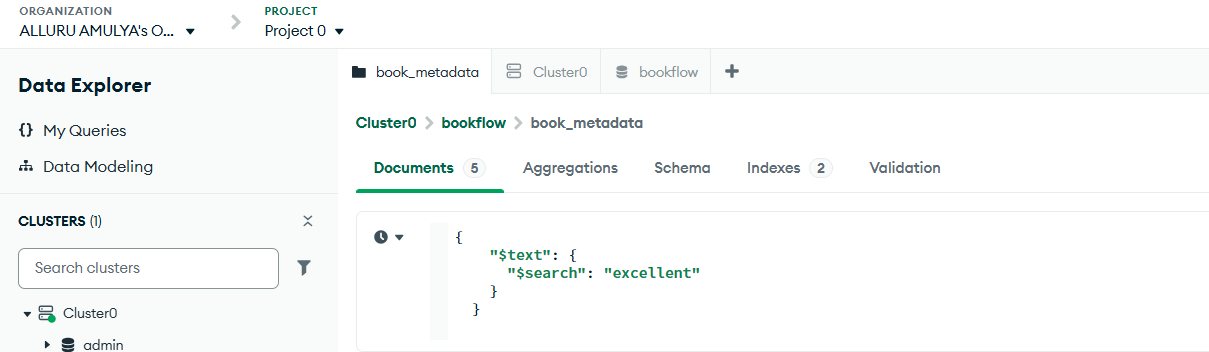 ORGANIZATION
ALLURU AMULYA's O...
PROJECT
Project 0
Data Explorer
My Queries
Data Modeling
CLUSTERS (1)
Search clusters
Cluster0
admin
book_metadata
Cluster0
bookflow
Cluster0 > bookflow > book_metadata
Documents 5
Aggregations
Schema
Indexes 2
Validation
{
"$text": {
"$search": "excellent"
}
}